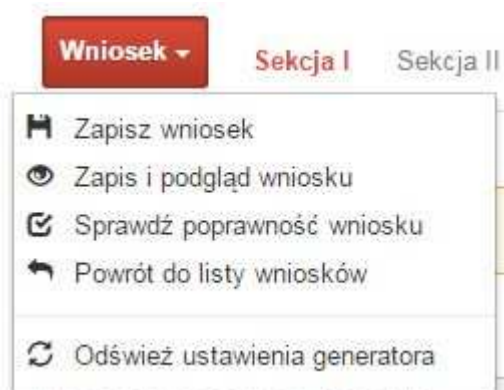 Wniosek Sekcja I Sekcja II
Zapisz wniosek
Zapis i podgląd wniosku
Sprawdź poprawność wniosku
Powrót do listy wniosków
Odśwież ustawienia generatora